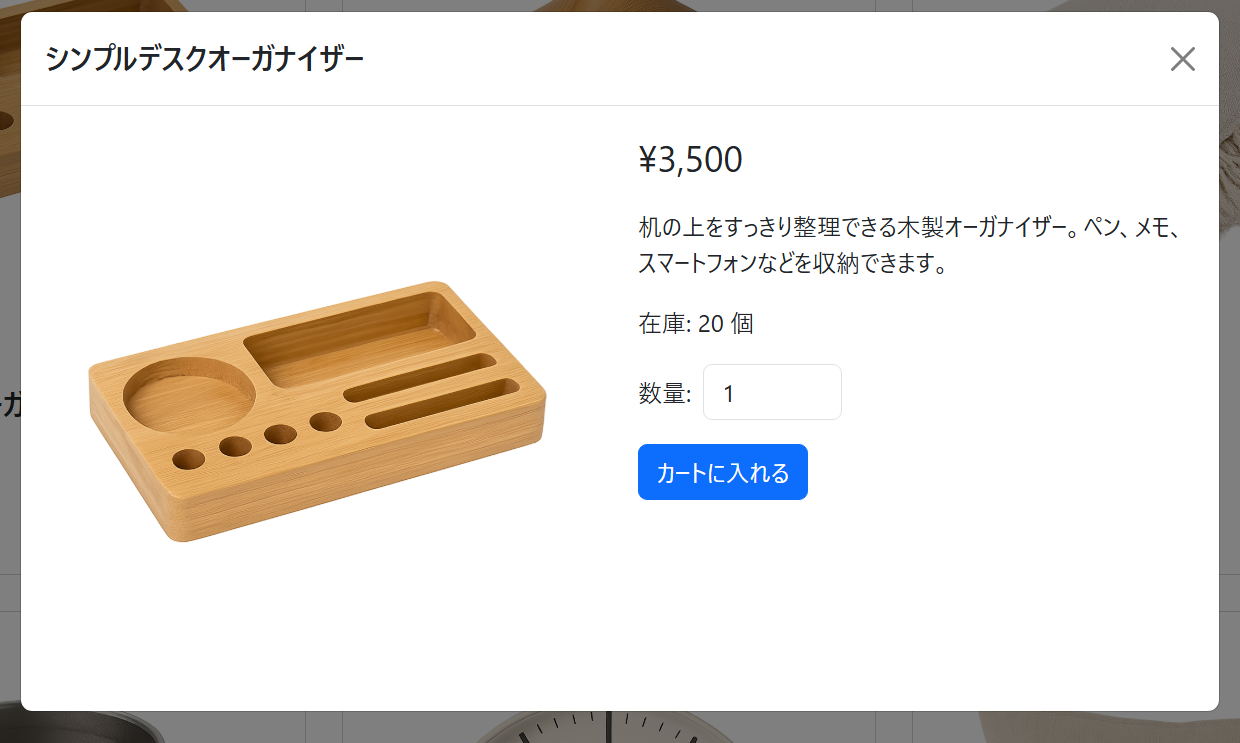 シンプルデスクオーガナイザー
¥3,500
机の上をすっきり整理できる木製オーガナイザー。ペン、メモ、
スマートフォンなどを収納できます。
在庫: 20 個
数量: 1
カートに入れる